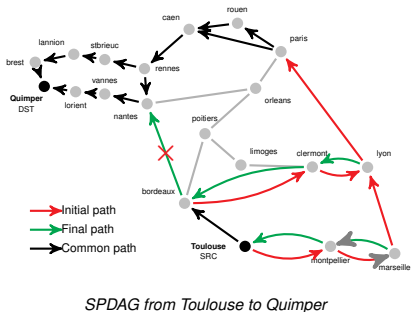 rouen
caen
paris
lannion
stbrieuc
brest
rennes
vannes
Quimper
DST
lorient
orleans
nantes
poitiers
limoges
clermont
lyon
bordeaux
Initial path
Final path
Toulouse
SRC
Common path
montpellier
marseille
SPDAG from Toulouse to Quimper